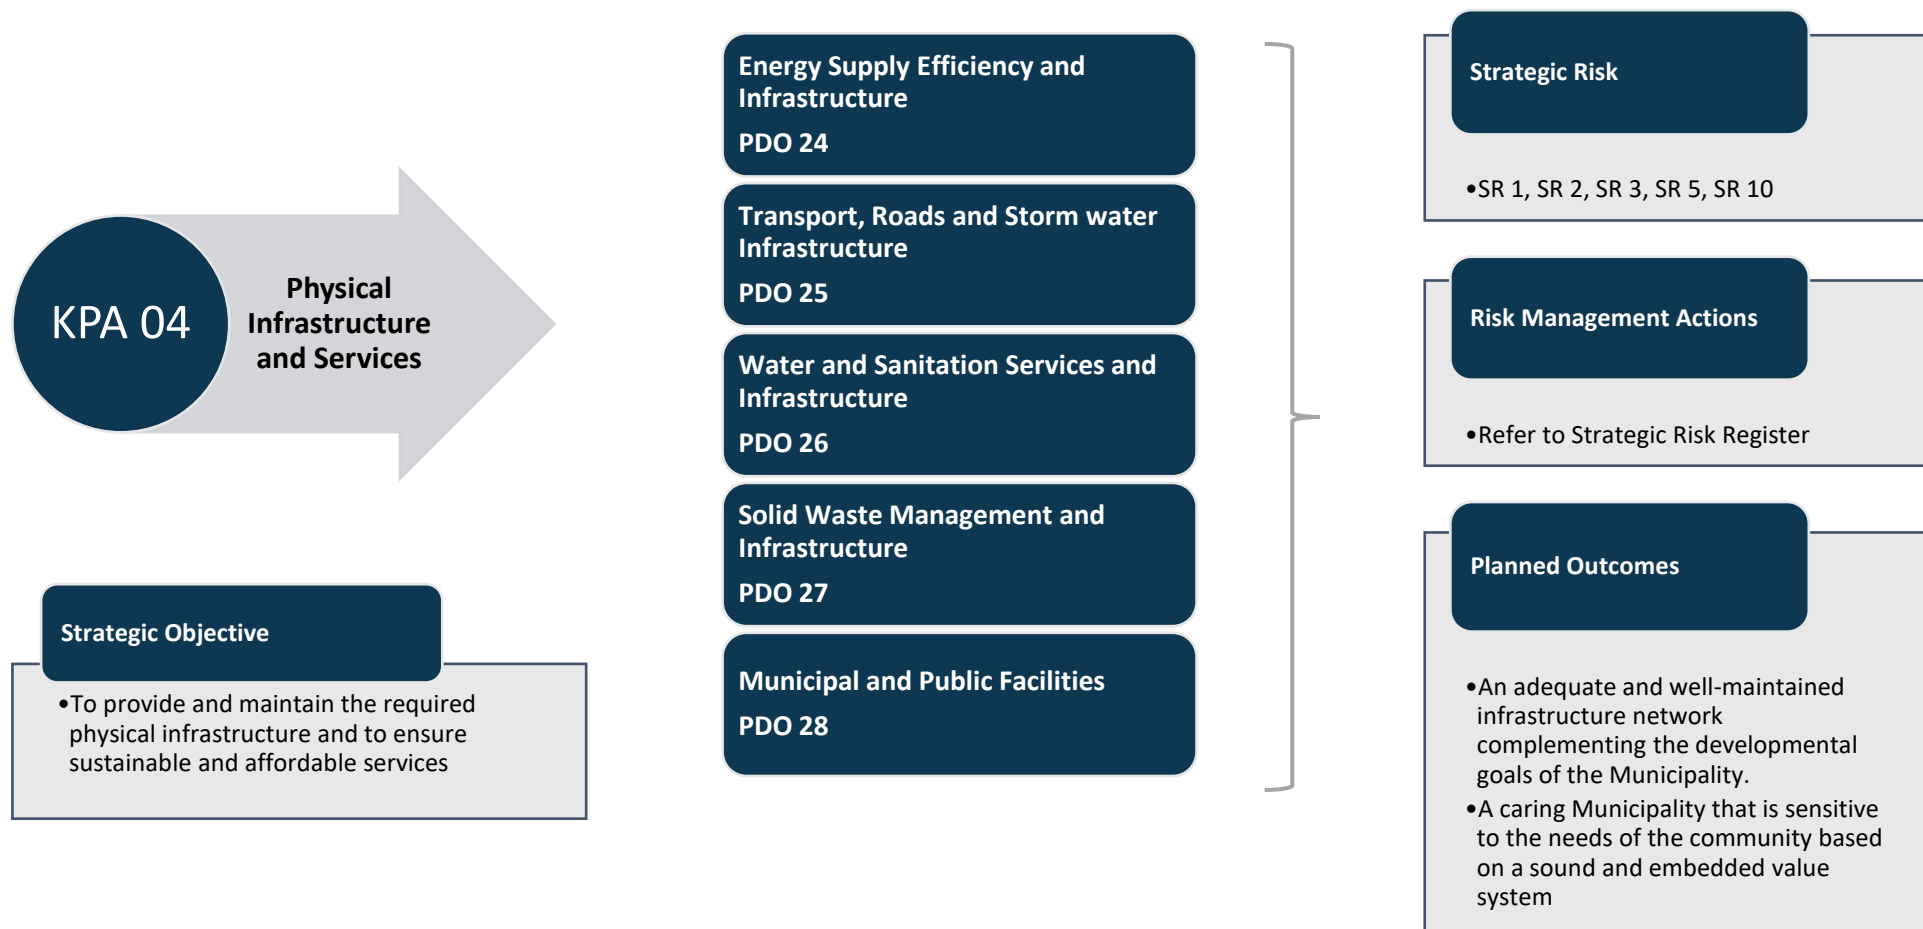 KPA 04
Physical
Infrastructure
and Services
Strategic Objective
•To provide and maintain the required
physical infrastructure and to ensure
sustainable and affordable services
Energy Supply Efficiency and
Infrastructure
PDO 24
Transport, Roads and Storm water
Infrastructure
PDO 25
Water and Sanitation Services and
Infrastructure
PDO 26
Solid Waste Management and
Infrastructure
PDO 27
Municipal and Public Facilities
PDO 28
Strategic Risk
•SR 1, SR 2, SR 3, SR 5, SR 10
Risk Management Actions
•Refer to Strategic Risk Register
Planned Outcomes
•An adequate and well-maintained
infrastructure network
complementing the developmental
goals of the Municipality.
•A caring Municipality that is sensitive
to the needs of the community based
on a sound and embedded value
system